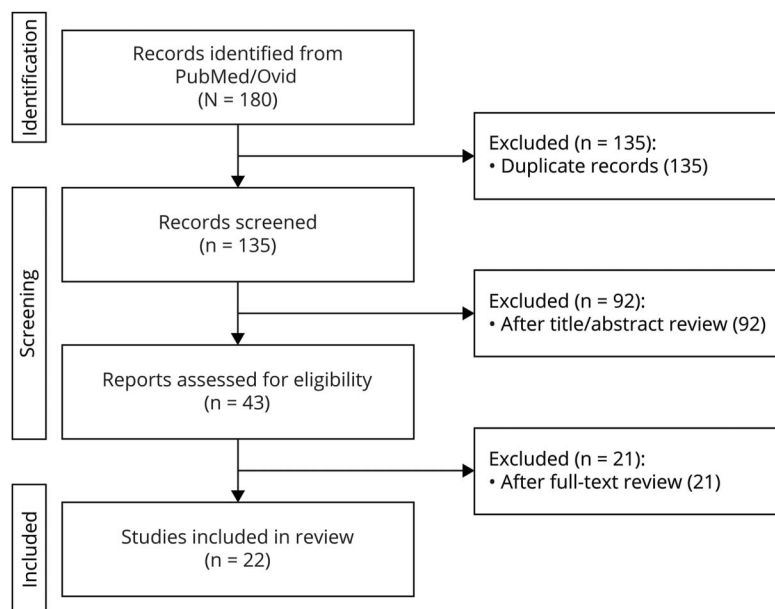 Identification
Records identified from
PubMed/Ovid
(N = 180)
Excluded (n = 135):
• Duplicate records (135)
Screening
Records screened
(n = 135)
Excluded (n = 92):
• After title/abstract review (92)
Reports assessed for eligibility
(n = 43)
Excluded (n = 21):
• After full-text review (21)
Included
Studies included in review
(n = 22)